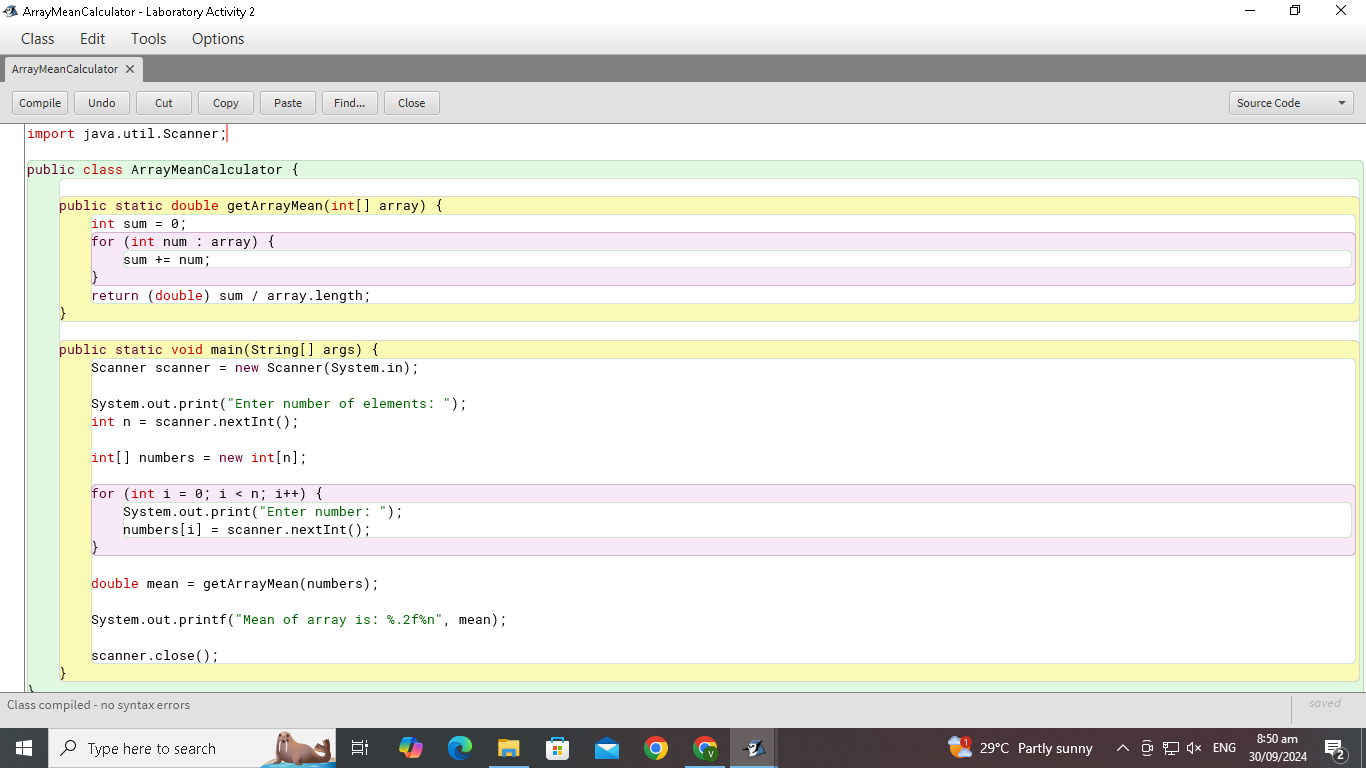 ArrayMeanCalculator - Laboratory Activity 2
Class Edit Tools Options
ArrayMeanCalculator
Compile Undo Cut Copy Paste Find... Close Source Code
import java.util.Scanner;
public class ArrayMeanCalculator {
public static double getArrayMean(int[] array) {
int sum = 0;
for (int num : array) {
sum += num;
}
return (double) sum / array.length;
}
public static void main(String[] args) {
Scanner scanner = new Scanner(System.in);
System.out.print("Enter number of elements: ");
int n = scanner.nextInt();
int[] numbers = new int[n];
for (int i = 0; i < n; i++) {
System.out.print("Enter number: ");
numbers[i] = scanner.nextInt();
}
double mean = getArrayMean(numbers);
System.out.printf("Mean of array is: %.2f%n", mean);
scanner.close();
}
}
Class compiled - no syntax errors
saved
Type here to search
1
29°C Partly sunny
ENG
8:50 am
30/09/2024
2